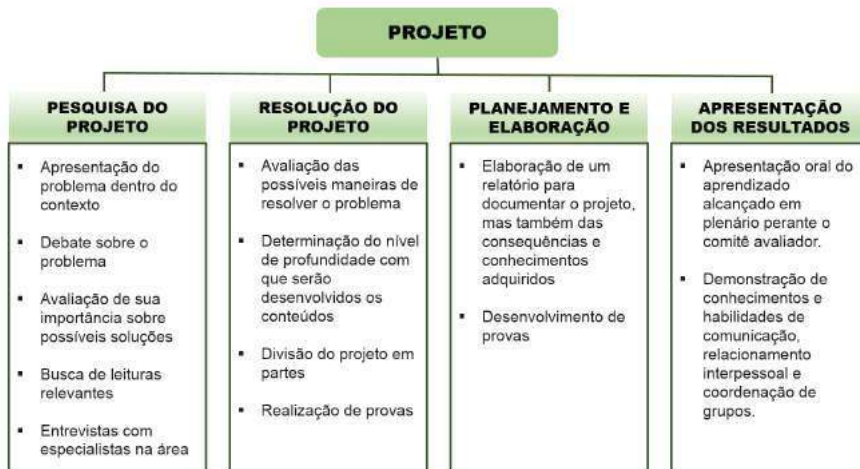 PROJETO
PESQUISA DO
PROJETO
▪ Apresentação do
problema dentro do
contexto
▪ Debate sobre o
problema
▪ Avaliação de sua
importância sobre
possíveis soluções
▪ Busca de leituras
relevantes
▪ Entrevistas com
especialistas na área
RESOLUÇÃO DO
PROJETO
▪ Avaliação das
possíveis maneiras de
resolver o problema
▪ Determinação do nível
de profundidade com
que serão
desenvolvidos os
conteúdos
▪ Divisão do projeto em
partes
▪ Realização de provas
PLANEJAMENTO E
ELABORAÇÃO
▪ Elaboração de um
relatório para
documentar o projeto,
mas também das
consequências e
conhecimentos
adquiridos
▪ Desenvolvimento de
provas
APRESENTAÇÃO
DOS RESULTADOS
▪ Apresentação oral do
aprendizado
alcançado em
plenário perante o
comitê avaliador.
▪ Demonstração de
conhecimentos e
habilidades de
comunicação,
relacionamento
interpessoal e
coordenação de
grupos.